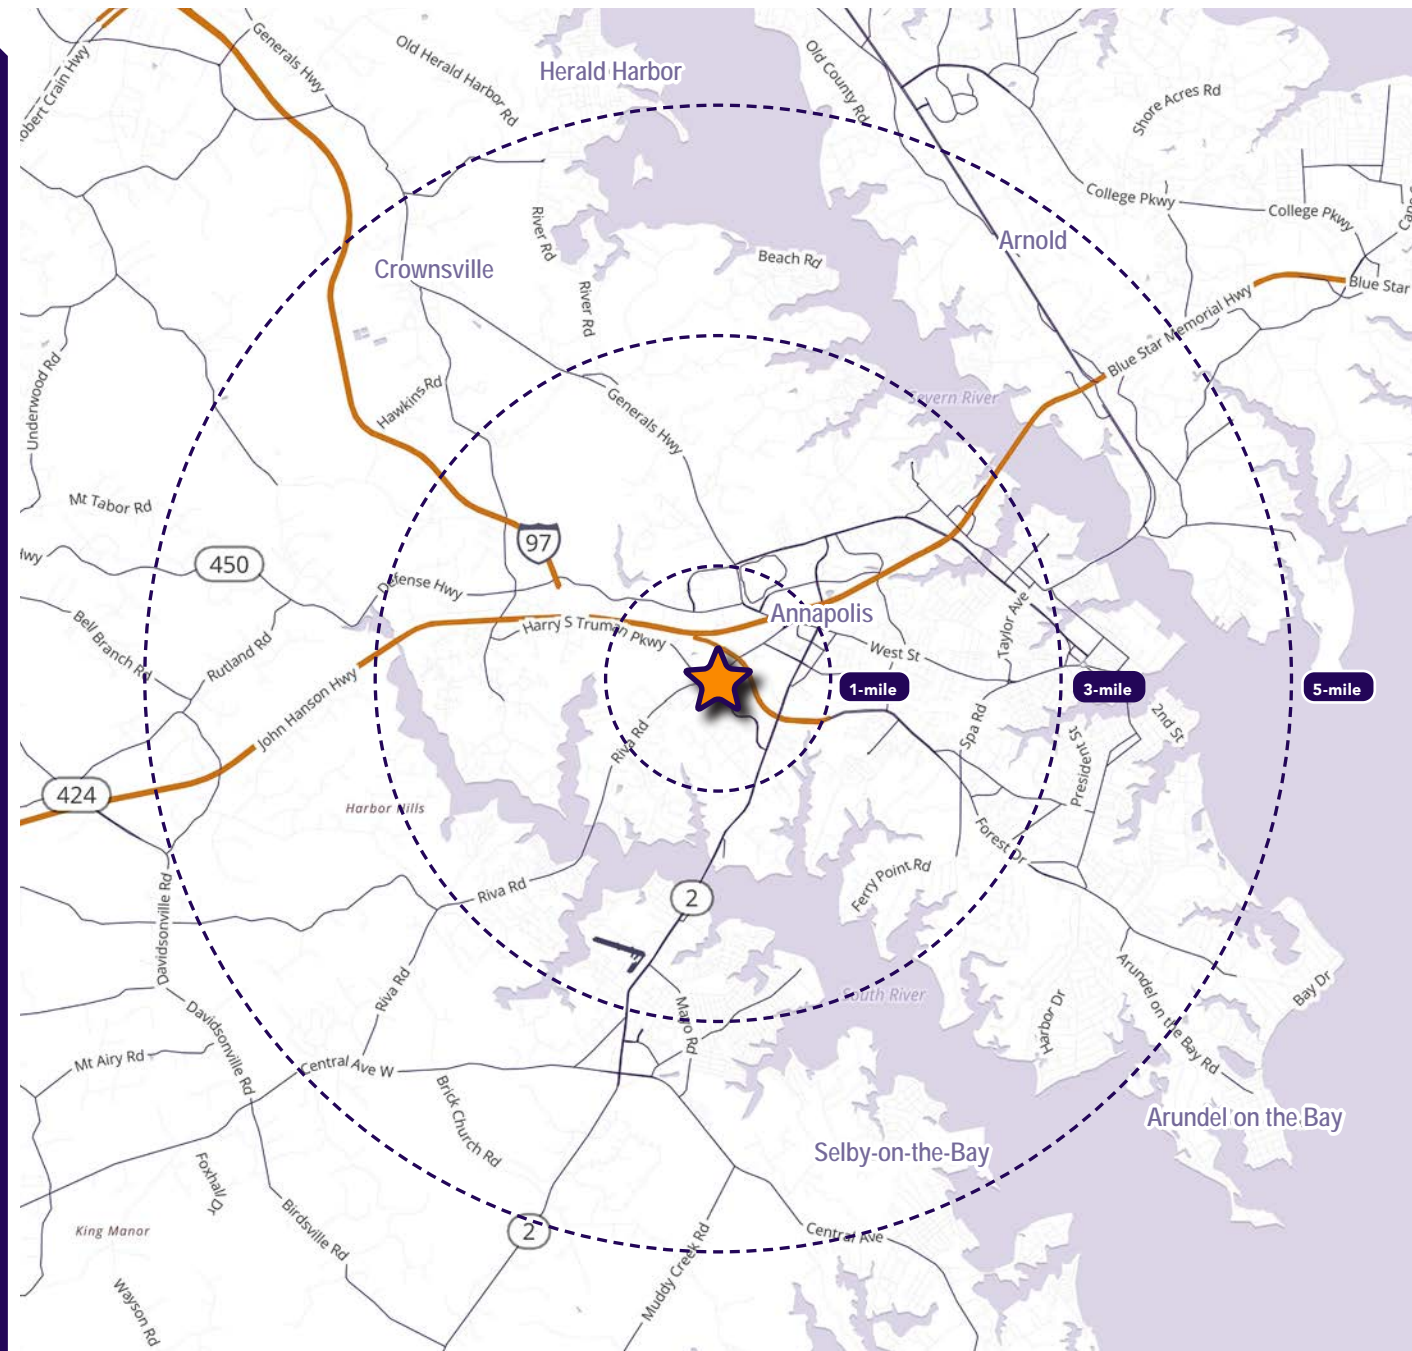 Herald Harbor
Generals Hwy
Old Herald Harbor Rd
Old County Rd
obert Crain Hwy
Shore Acres Rd
College Pkwy
College Pkwy
Cape
River Rd
Arnold
Beach Rd
Crownsville
Blue Star
Blue Star Memorial Hwy
River Rd
Underwood Rd
Hawkins Rd
Generals Hwy
Severn River
Mt Tabor Rd
97
Hwy
450
Defense Hwy
Annapolis
Taylor Ave
Harry S Truman Pkwy
West St
Bell Branch Rd
Rutland Rd
1-mile
3-mile
5-mile
John Hanson Hwy
Riva Rd
Spa Rd
2nd St
President St
424
Harbor Hills
Forest Dr
Ferry Point Rd
Riva Rd
2
Davidsonville Rd
Riva Rd
South River
Arundel on the Bay Rd
Bay Dr
Mayo Rd
Harbor Dr
Davidsonville Rd
Mt Airy Rd
Central Ave W
Brick Church Rd
Arundel on the Bay
Selby-on-the-Bay
Foxhall Dr
King Manor
Birdsville Rd
2
Central Ave
Muddy Creek Rd
Wayson Rd